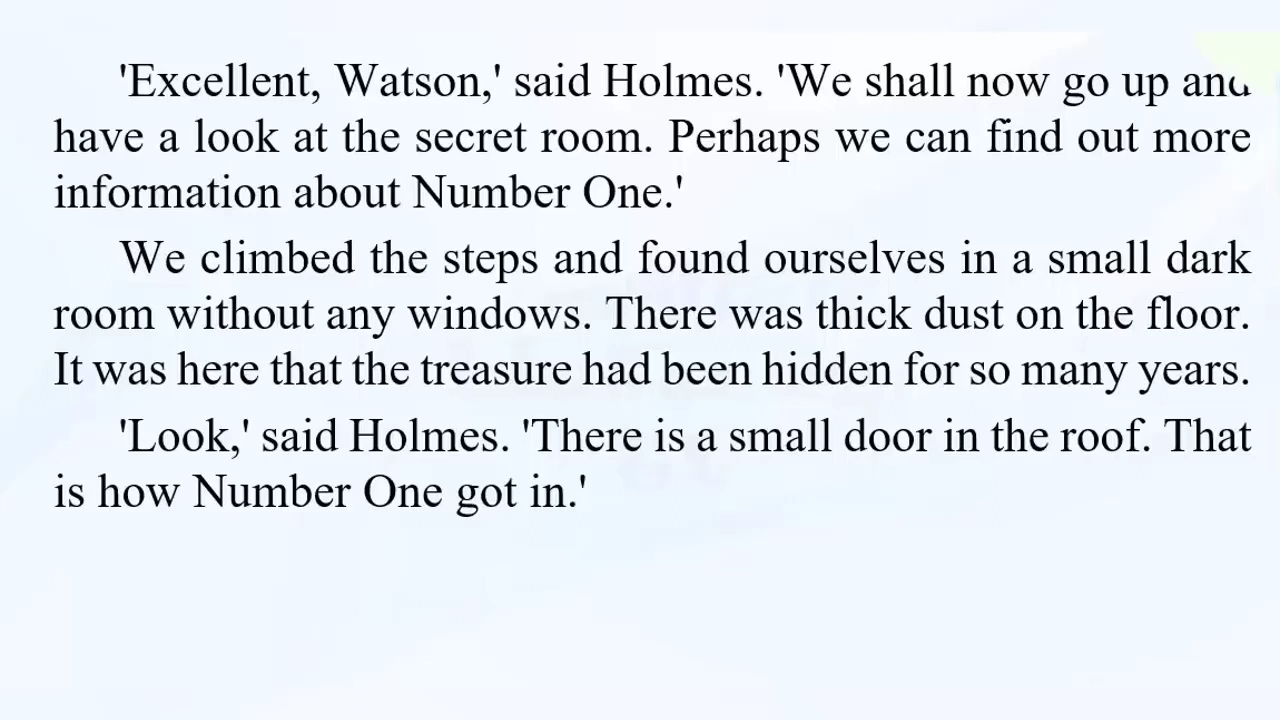 'Excellent, Watson,' said Holmes. 'We shall now go up and
have a look at the secret room. Perhaps we can find out more
information about Number One.'
We climbed the steps and found ourselves in a small dark
room without any windows. There was thick dust on the floor.
It was here that the treasure had been hidden for so many years.
'Look,' said Holmes. 'There is a small door in the roof. That
is how Number One got in.'